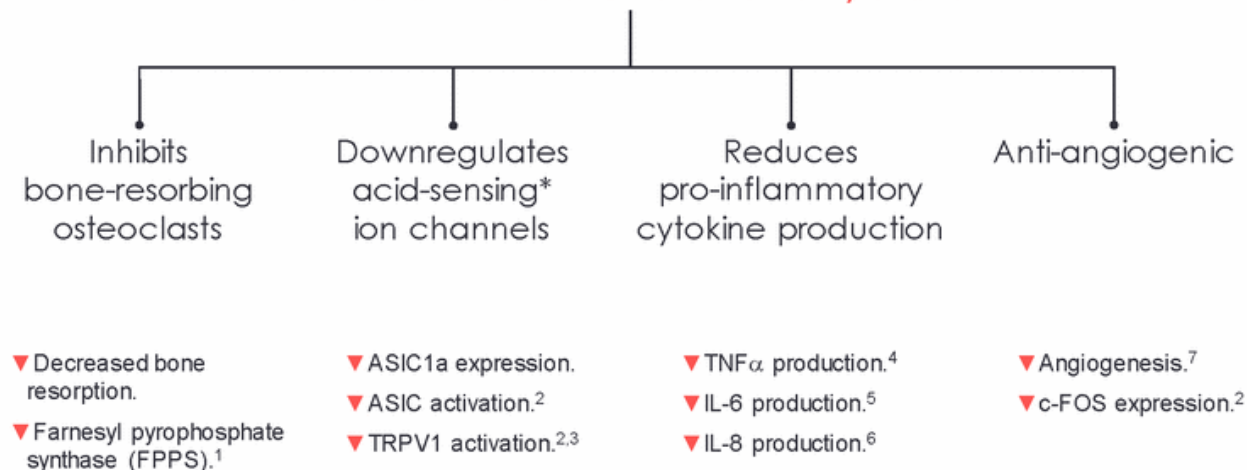 Inhibits
bone-resorbing
osteoclasts
Downregulates
acid-sensing*
ion channels
Reduces
pro-inflammatory
cytokine production
Anti-angiogenic
▼ Decreased bone
resorption.
▼ Farnesyl pyrophosphate
synthase (FPPS).¹
▼ ASIC1a expression.
▼ ASIC activation.²
▼ TRPV1 activation.²,³
▼ TNFα production.⁴
▼ IL-6 production.⁵
▼ IL-8 production.⁶
▼ Angiogenesis.⁷
▼ c-FOS expression.²